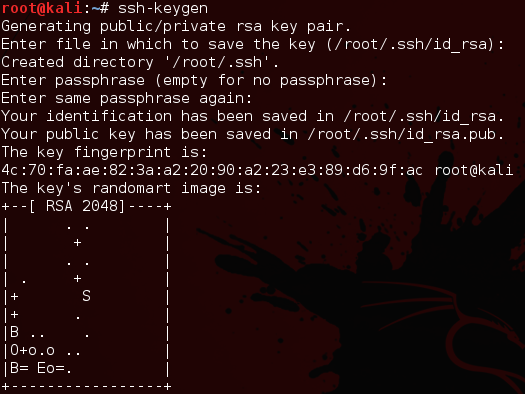 root@kali:~# ssh-keygen
Generating public/private rsa key pair.
Enter file in which to save the key (/root/.ssh/id_rsa):
Created directory '/root/.ssh'.
Enter passphrase (empty for no passphrase):
Enter same passphrase again:
Your identification has been saved in /root/.ssh/id_rsa.
Your public key has been saved in /root/.ssh/id_rsa.pub.
The key fingerprint is:
4c:70:fa:ae:82:3a:a2:20:90:a2:23:e3:89:d6:9f:ac root@kali
The key's randomart image is:
+--[ RSA 2048]----+
|       . .       |
|        +        |
|       . .       |
| .      +        |
|+        S       |
|+       .        |
|B ..     .       |
|O+o.o ..         |
|B= Eo=.          |
+-----------------+